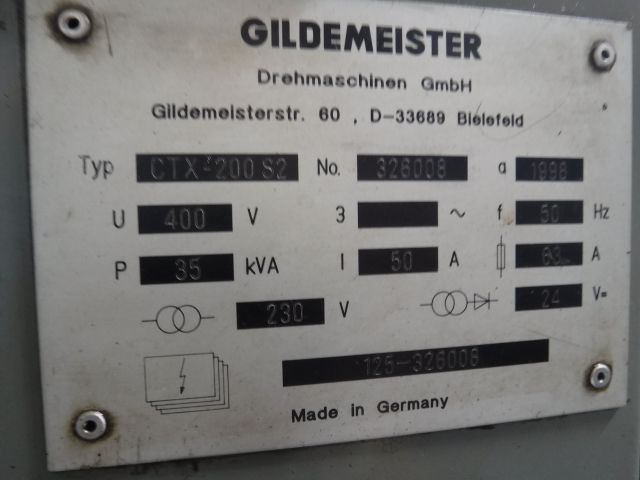 GILDEMEISTER
Drehmaschinen GmbH
Gildemeisterstr. 60 , D-33689 Bielefeld
Typ CTX-200 S2 No. 326008 a 1998
U 400 V 3 ~ f 50 Hz
P 35 kVA I 50 A 63 A
230 V 24 V=
125-326008
Made in Germany